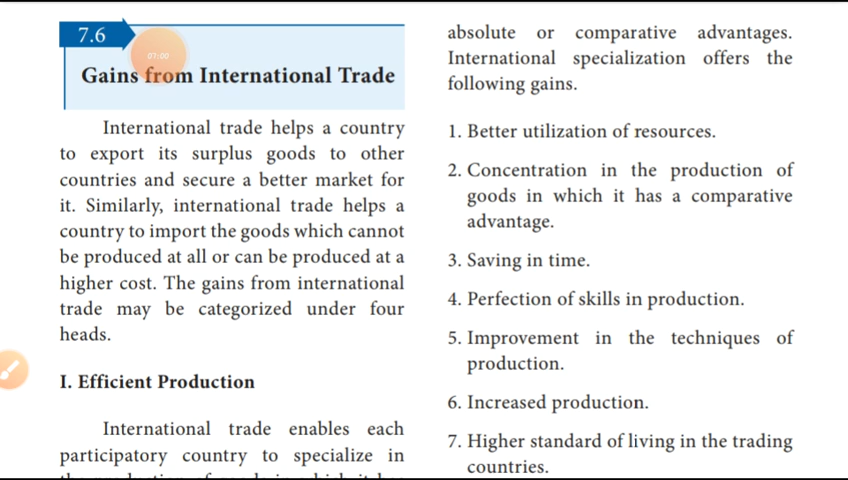 7.6
01:00
Gains from International Trade
International trade helps a country
to export its surplus goods to other
countries and secure a better market for
it. Similarly, international trade helps a
country to import the goods which cannot
be produced at all or can be produced at a
higher cost. The gains from international
trade may be categorized under four
heads.
I. Efficient Production
International trade enables each
participatory country to specialize in
absolute or comparative advantages.
International specialization offers the
following gains.
1. Better utilization of resources.
2. Concentration in the production of
goods in which it has a comparative
advantage.
3. Saving in time.
4. Perfection of skills in production.
5. Improvement in the techniques of
production.
6. Increased production.
7. Higher standard of living in the trading
countries.